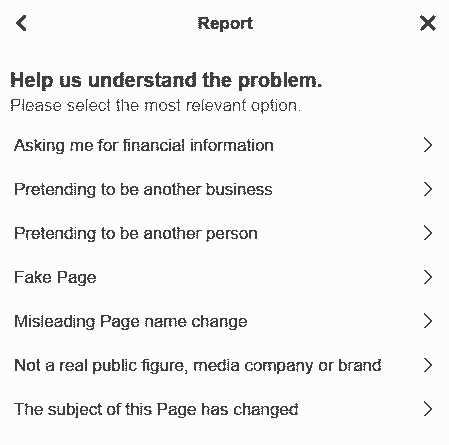 Report
Help us understand the problem.
Please select the most relevant option.
Asking me for financial information
Pretending to be another business
Pretending to be another person
Fake Page
Misleading Page name change
Not a real public figure, media company or brand
The subject of this Page has changed